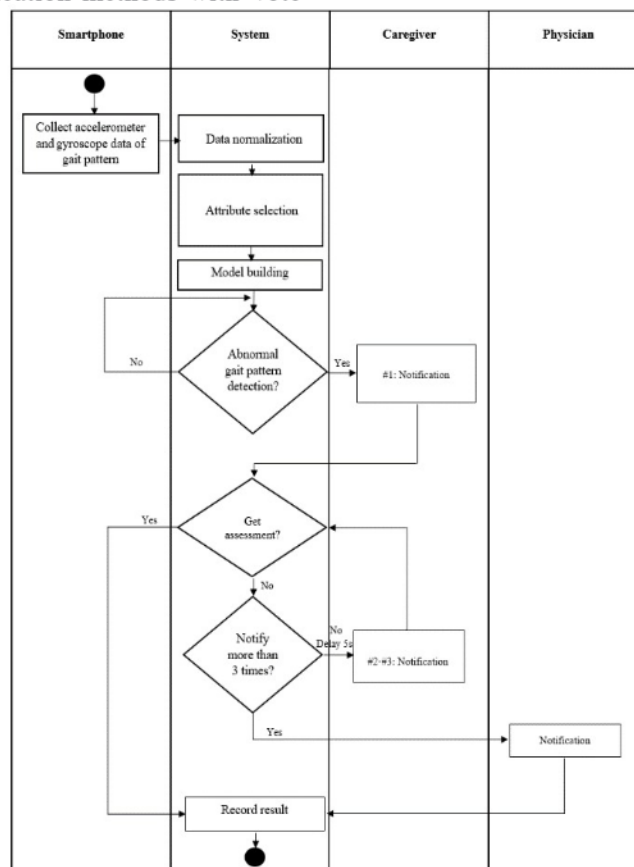 Smartphone
System
Caregiver
Physician
Collect accelerometer
and gyroscope data of
gait pattern
Data normalization
Attribute selection
Model building
Abnormal
gait pattern
detection?
No
Yes
#1: Notification
Get
assessment?
Yes
No
Notify
more than
3 times?
No
Delay 5s
#2-#3: Notification
Yes
Notification
Record result